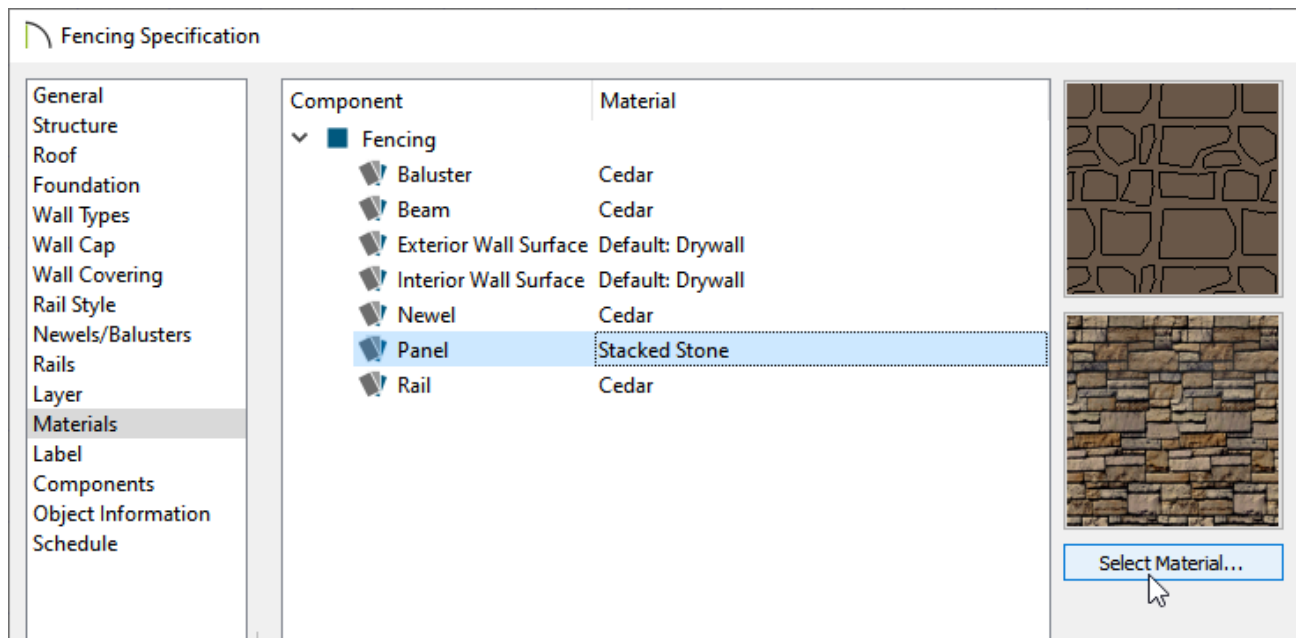 Fencing Specification
General
Structure
Roof
Foundation
Wall Types
Wall Cap
Wall Covering
Rail Style
Newels/Balusters
Rails
Layer
Materials
Label
Components
Object Information
Schedule
Component Material
Fencing
Baluster Cedar
Beam Cedar
Exterior Wall Surface Default: Drywall
Interior Wall Surface Default: Drywall
Newel Cedar
Panel Stacked Stone
Rail Cedar
Select Material...